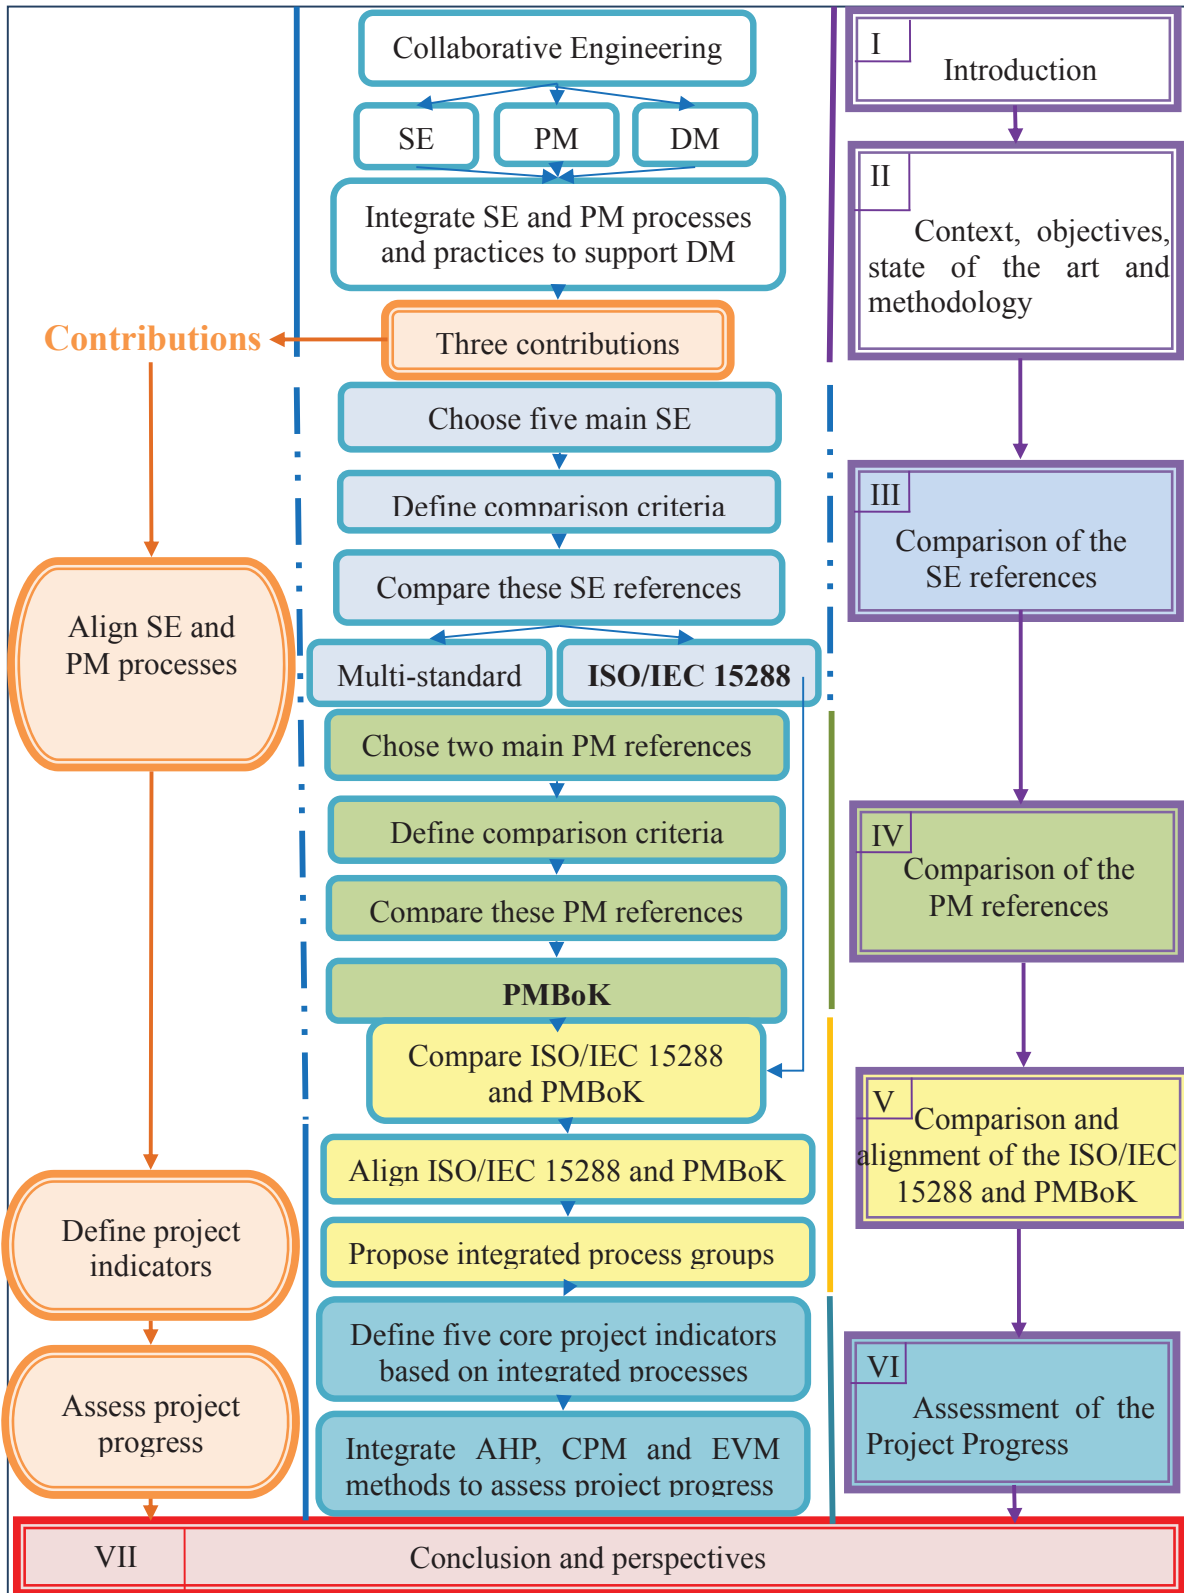 Collaborative Engineering
SE
PM
DM
Integrate SE and PM processes
and practices to support DM
Three contributions
Contributions
Choose five main SE
Define comparison criteria
Compare these SE references
Multi-standard
ISO/IEC 15288
Chose two main PM references
Define comparison criteria
Compare these PM references
PMBoK
Compare ISO/IEC 15288
and PMBoK
Align ISO/IEC 15288 and PMBoK
Propose integrated process groups
Define five core project indicators
based on integrated processes
Integrate AHP, CPM and EVM
methods to assess project progress
Align SE and
PM processes
Define project
indicators
Assess project
progress
I
Introduction
II
Context, objectives,
state of the art and
methodology
III
Comparison of the
SE references
IV
Comparison of the
PM references
V
Comparison and
alignment of the ISO/IEC
15288 and PMBoK
VI
Assessment of the
Project Progress
VII
Conclusion and perspectives